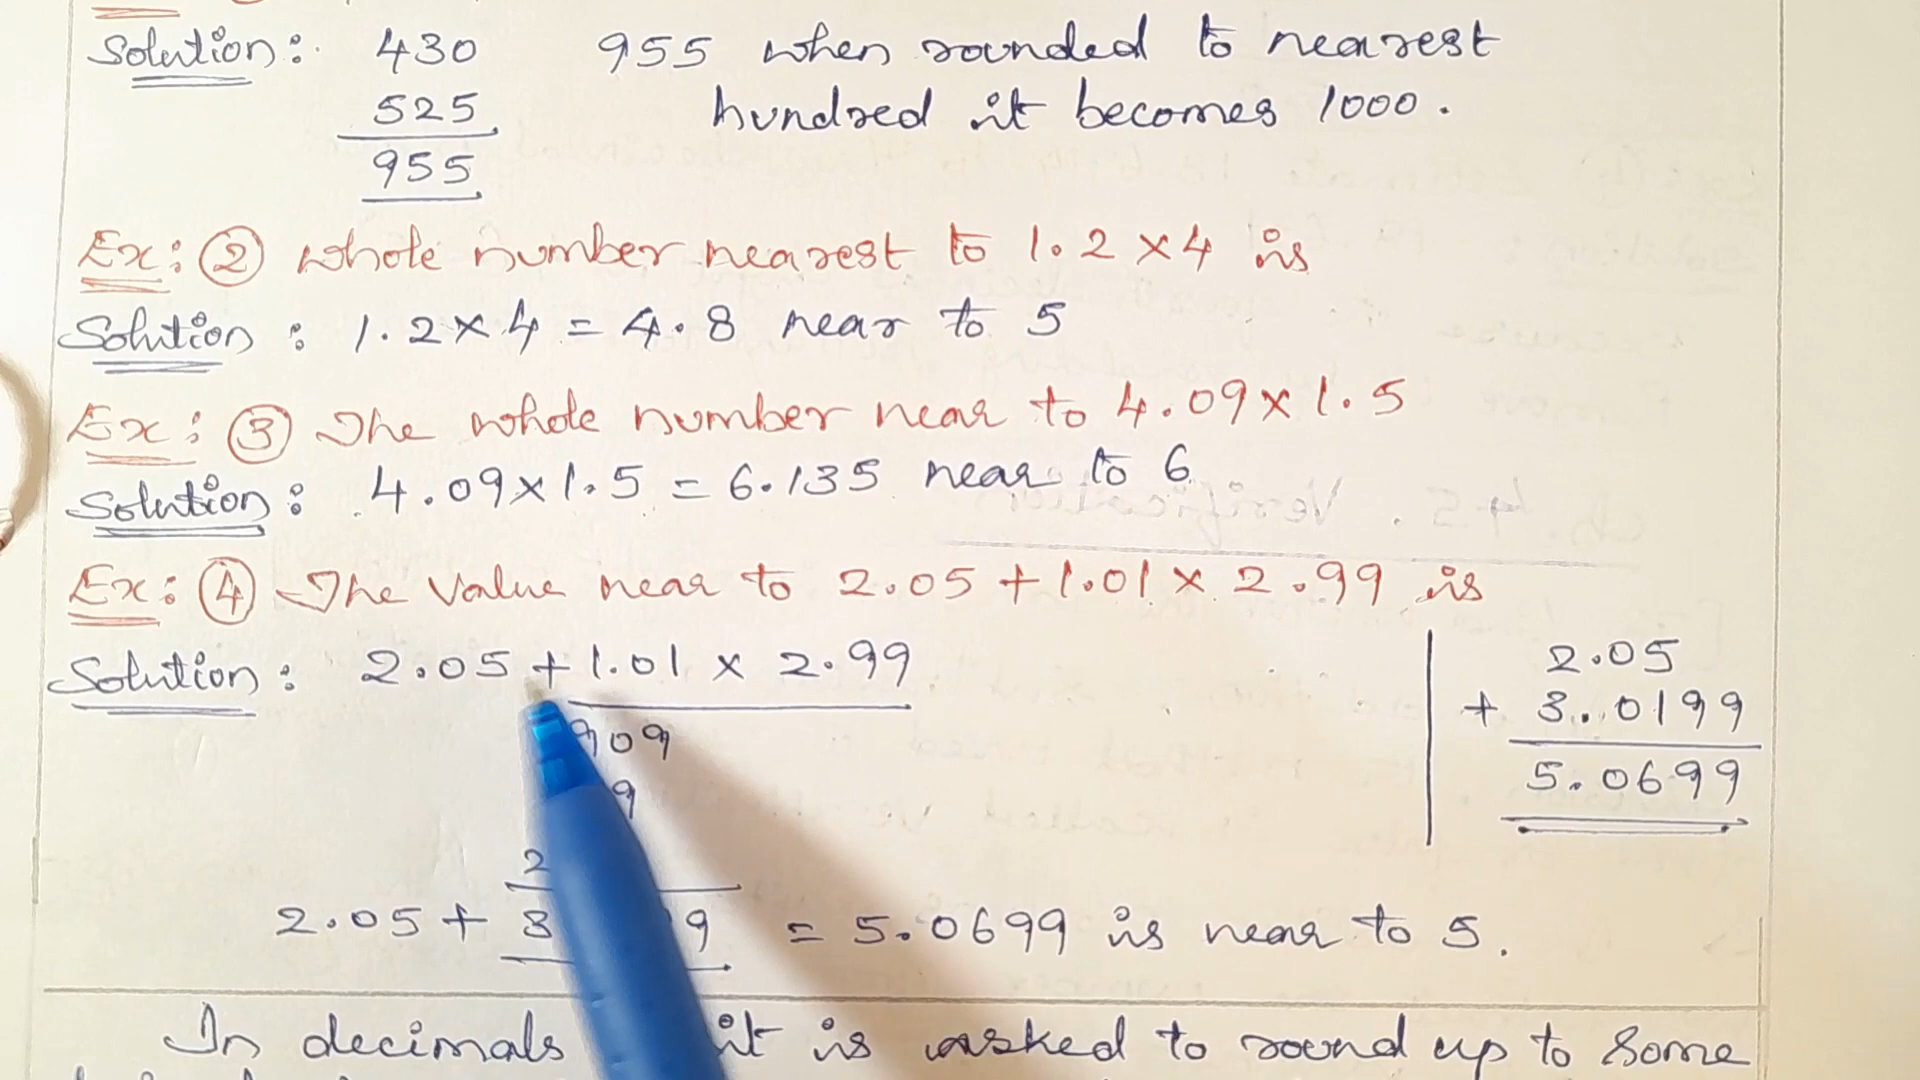 Solution: 430 955 when rounded to nearest
525 hundred it becomes 1000.
955
Ex: ② Whole number nearest to 1.2 × 4 is
Solution: 1.2 × 4 = 4.8 near to 5
Ex: ③ The whole number near to 4.09 × 1.5
Solution: 4.09 × 1.5 = 6.135 near to 6
Ex: ④ The value near to 2.05 + 1.01 × 2.99 is
Solution: 2.05 + 1.01 × 2.99
909
9
2
2.05 + 3 9 = 5.0699 is near to 5.
2.05
+ 3.0199
5.0699
In decimals it is asked to round up to some